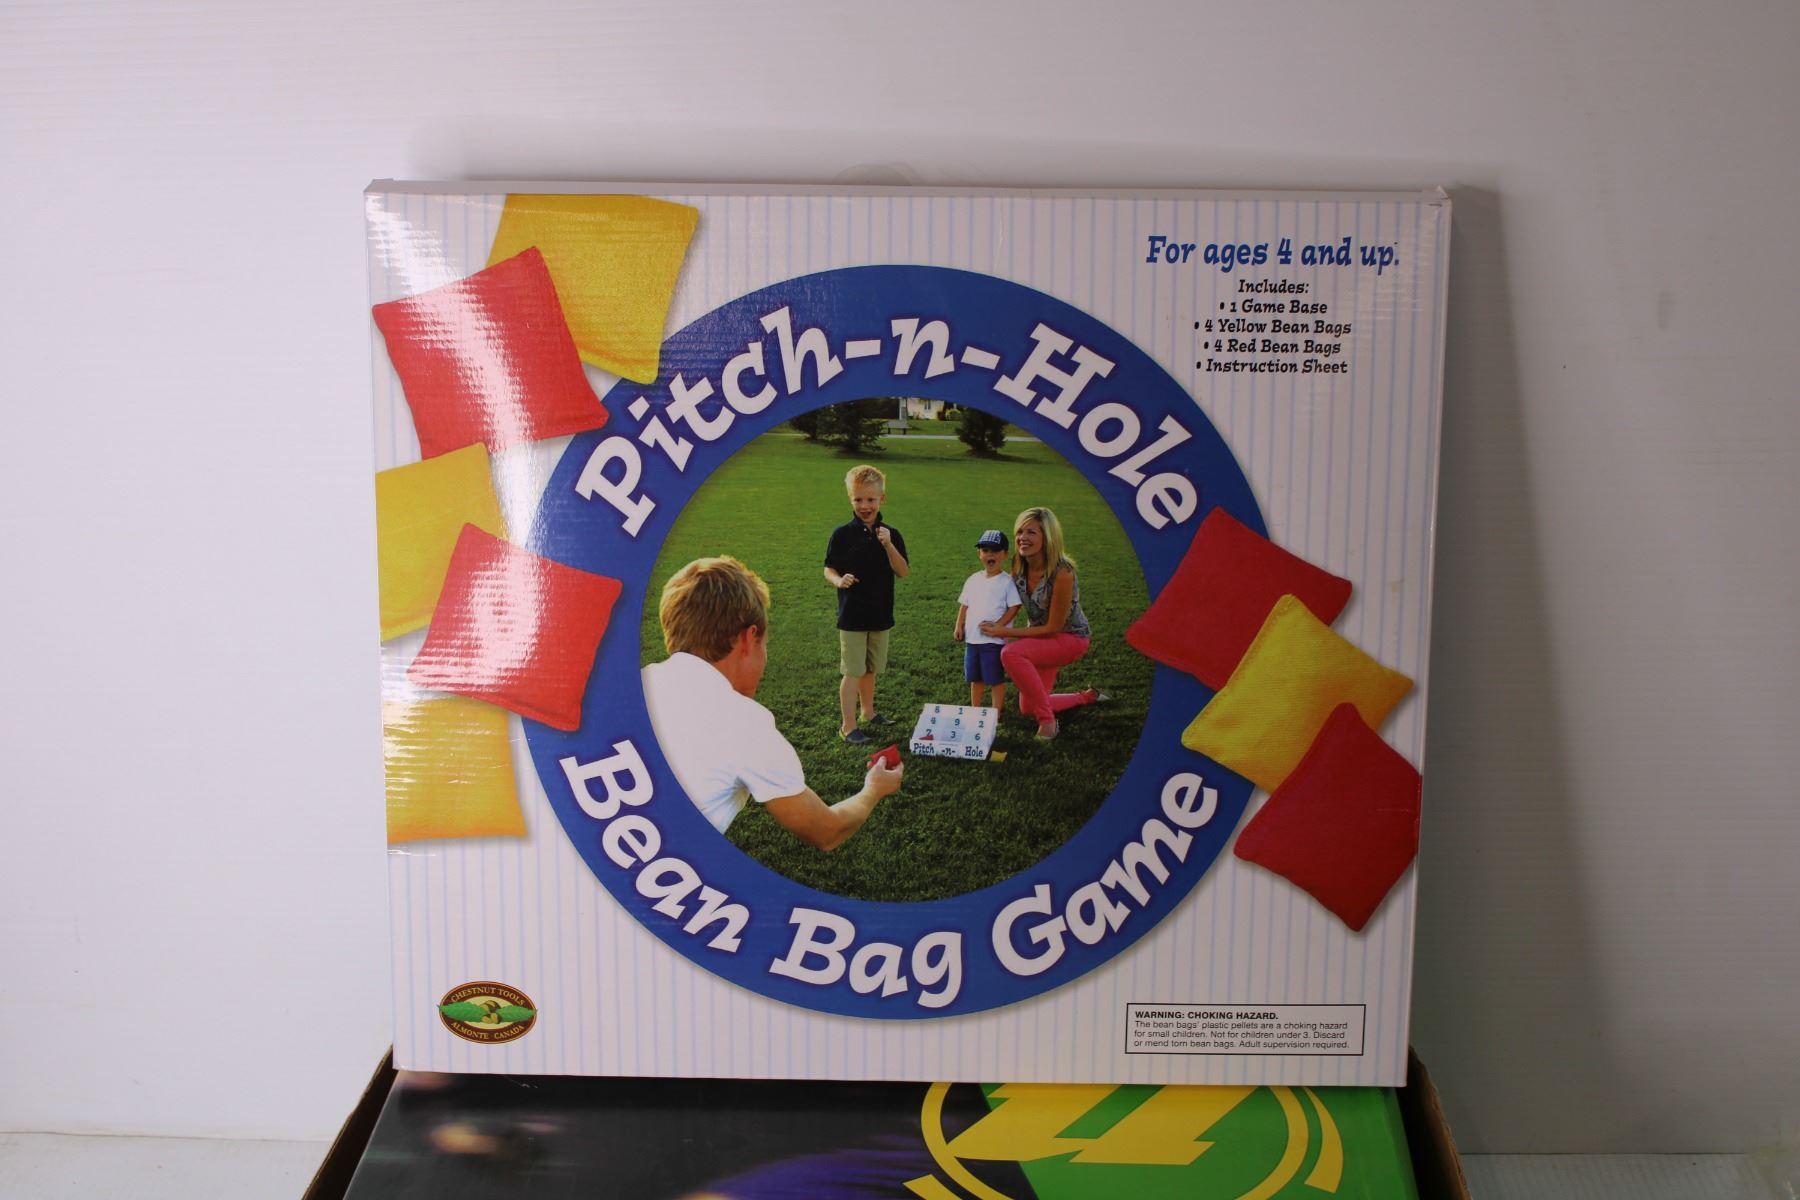 For ages 4 and up.
Includes:
• 1 Game Base
• 4 Yellow Bean Bags
• 4 Red Bean Bags
• Instruction Sheet
Pitch-n-Hole
8 1 5
4 9 2
7 3 6
Pitch -n- Hole
Bean Bag Game
CHESTNUT TOOLS
ALMONTE · CANADA
WARNING: CHOKING HAZARD.
The bean bags' plastic pellets are a choking hazard
for small children. Not for children under 3. Discard
or mend torn bean bags. Adult supervision required.